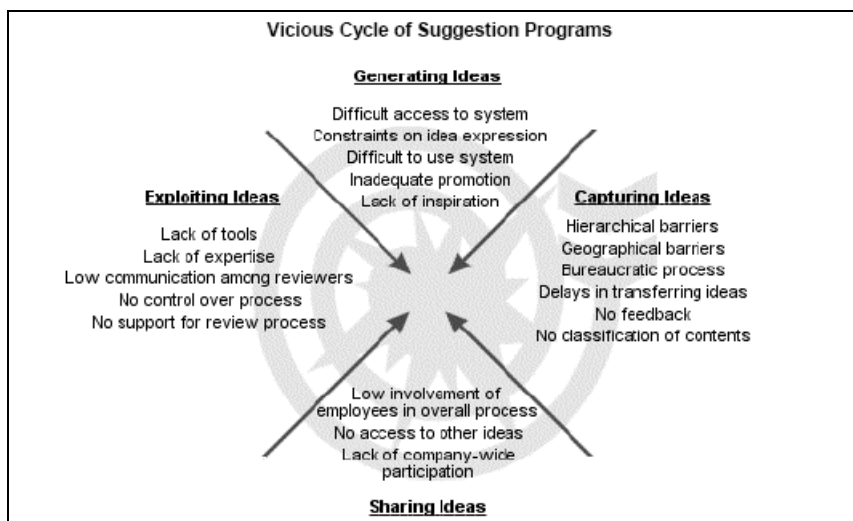 Vicious Cycle of Suggestion Programs
Generating Ideas
Difficult access to system
Constraints on idea expression
Difficult to use system
Inadequate promotion
Lack of inspiration
Exploiting Ideas
Lack of tools
Lack of expertise
Low communication among reviewers
No control over process
No support for review process
Capturing Ideas
Hierarchical barriers
Geographical barriers
Bureaucratic process
Delays in transferring ideas
No feedback
No classification of contents
Low involvement of
employees in overall process
No access to other ideas
Lack of company-wide
participation
Sharing Ideas